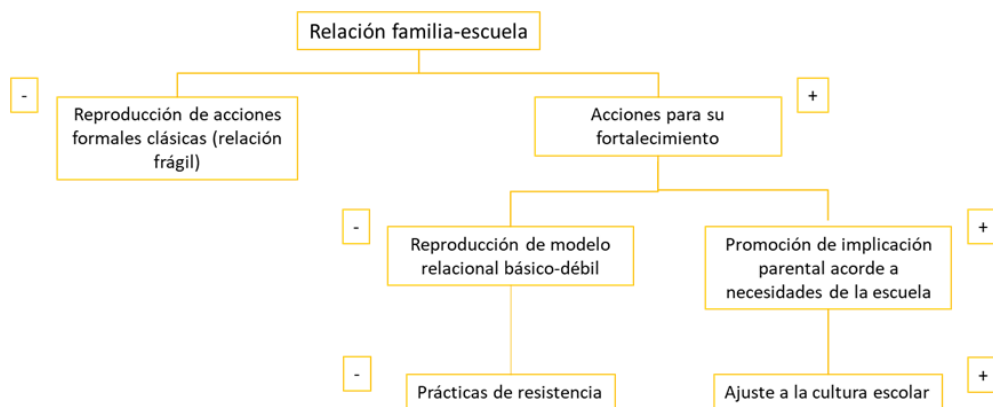 Relación familia-escuela
-
Reproducción de acciones
formales clásicas (relación
frágil)
Acciones para su
fortalecimiento
+
-
Reproducción de modelo
relacional básico-débil
Promoción de implicación
parental acorde a
necesidades de la escuela
+
-
Prácticas de resistencia
Ajuste a la cultura escolar
+